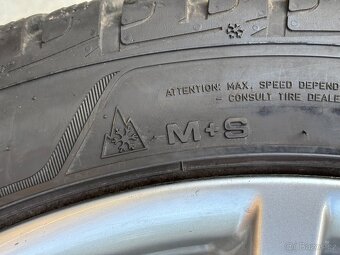 ATTENTION: MAX. SPEED DEPEND
- CONSULT TIRE DEALE
M+S